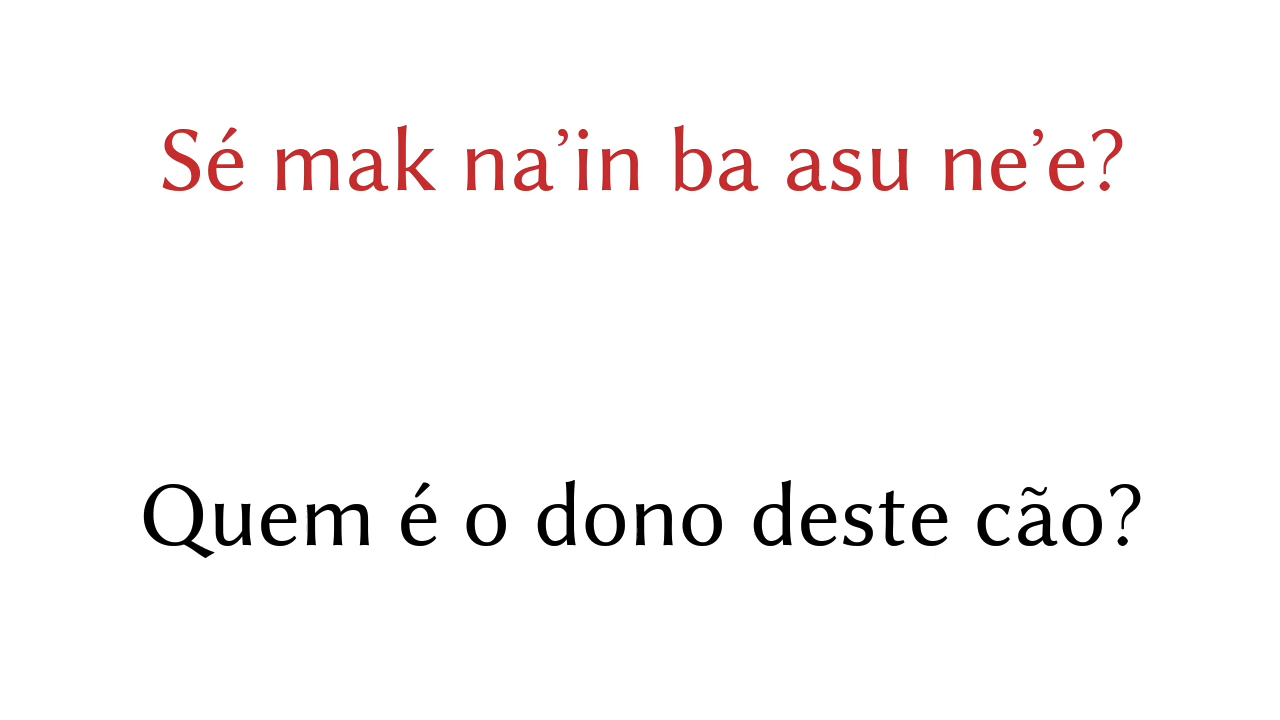 Sé mak na’in ba asu ne’e?
Quem é o dono deste cão?